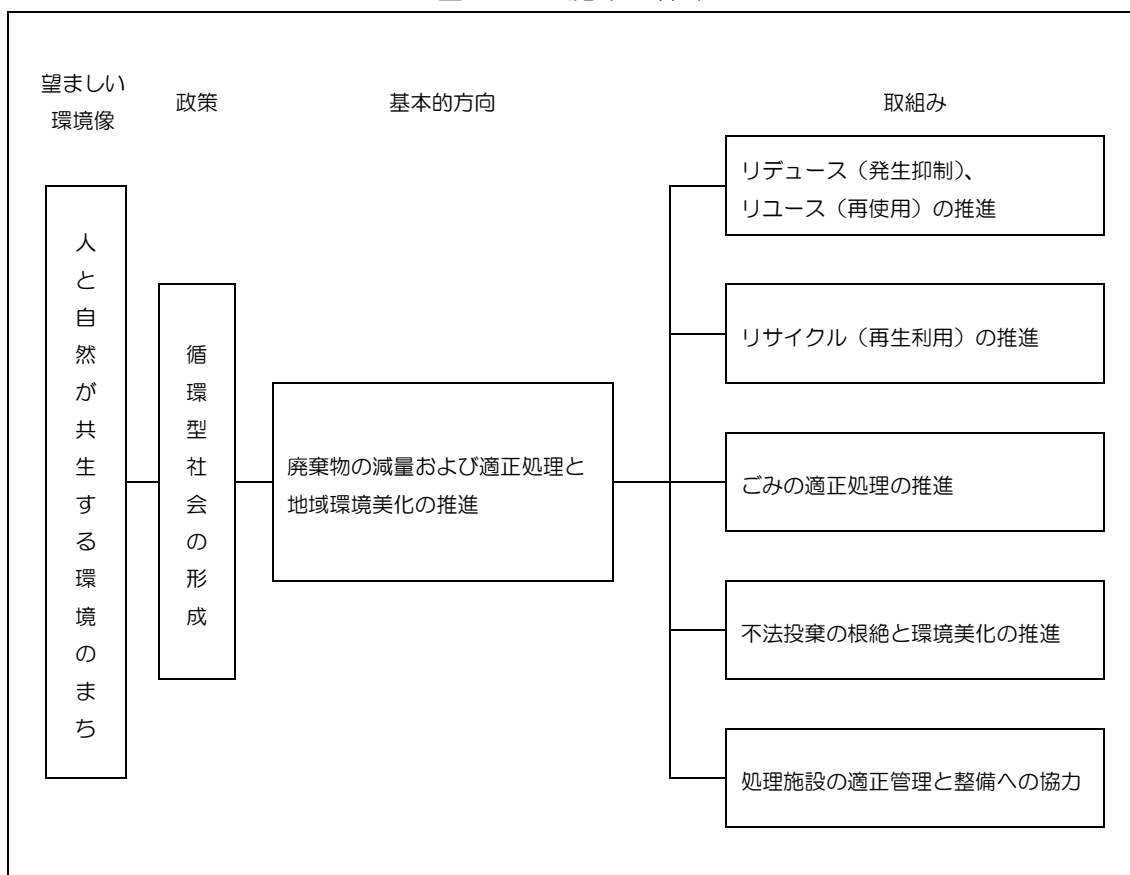 望ましい
環境像
政策
基本的方向
取組み
人と自然が共生する環境のまち
循環型社会の形成
廃棄物の減量および適正処理と
地域環境美化の推進
リデュース（発生抑制）、
リユース（再使用）の推進
リサイクル（再生利用）の推進
ごみの適正処理の推進
不法投棄の根絶と環境美化の推進
処理施設の適正管理と整備への協力